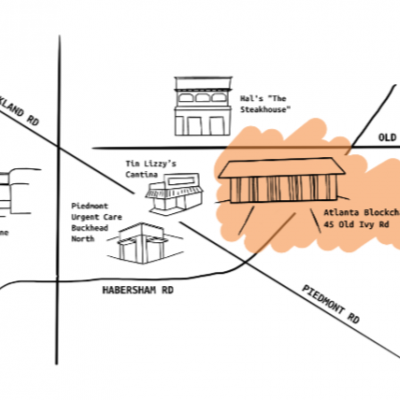 KLAND RD
Hal's "The
Steakhouse"
OLD
Tin Lizzy's
Cantina
Piedmont
Urgent Care
Buckhead
North
Atlanta Blockch
45 Old Ivy Rd
ne
HABERSHAM RD
PIEDMONT RD